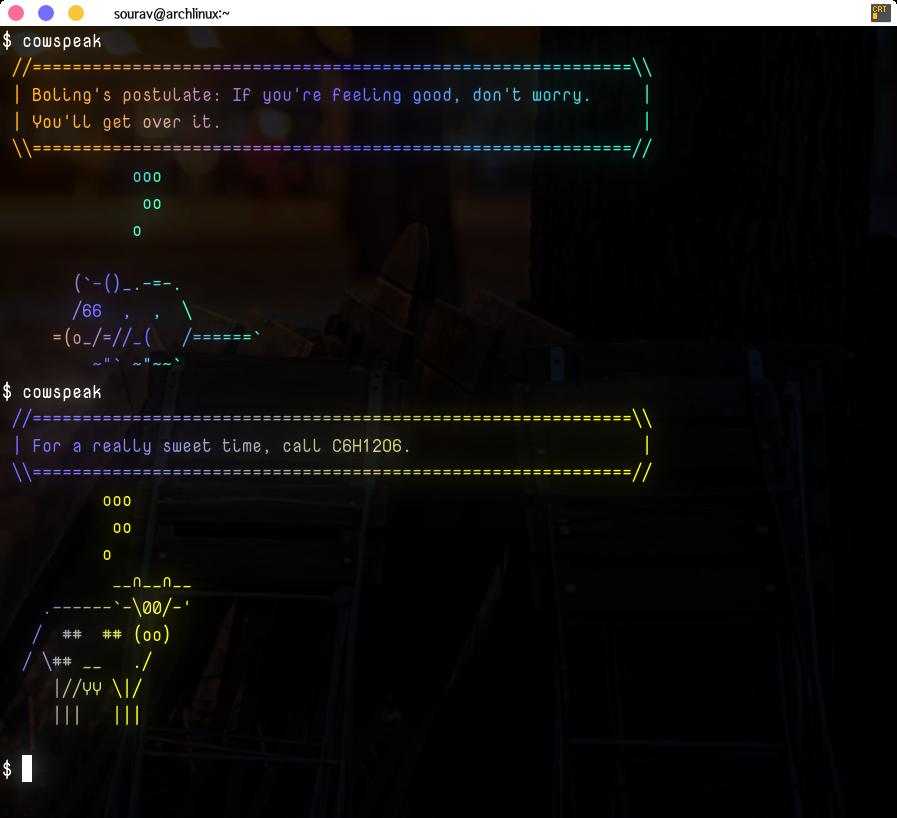 sourav@archlinux:~
CRT
$ cowspeak
//============================================================\\
| Boling's postulate: If you're feeling good, don't worry.     |
| You'll get over it.                                          |
\\============================================================//
ooo
oo
o
(`-()_.-=-.
/66  ,  ,  \
=(o_/=//_(   /======`
~"` ~"~~`
$ cowspeak
//============================================================\\
| For a really sweet time, call C6H12O6.                       |
\\============================================================//
ooo
oo
o
__n__n__
.------`-\00/-'
/  ##  ## (oo)
/ \## __   ./
|//YY \|/
|||   |||
$